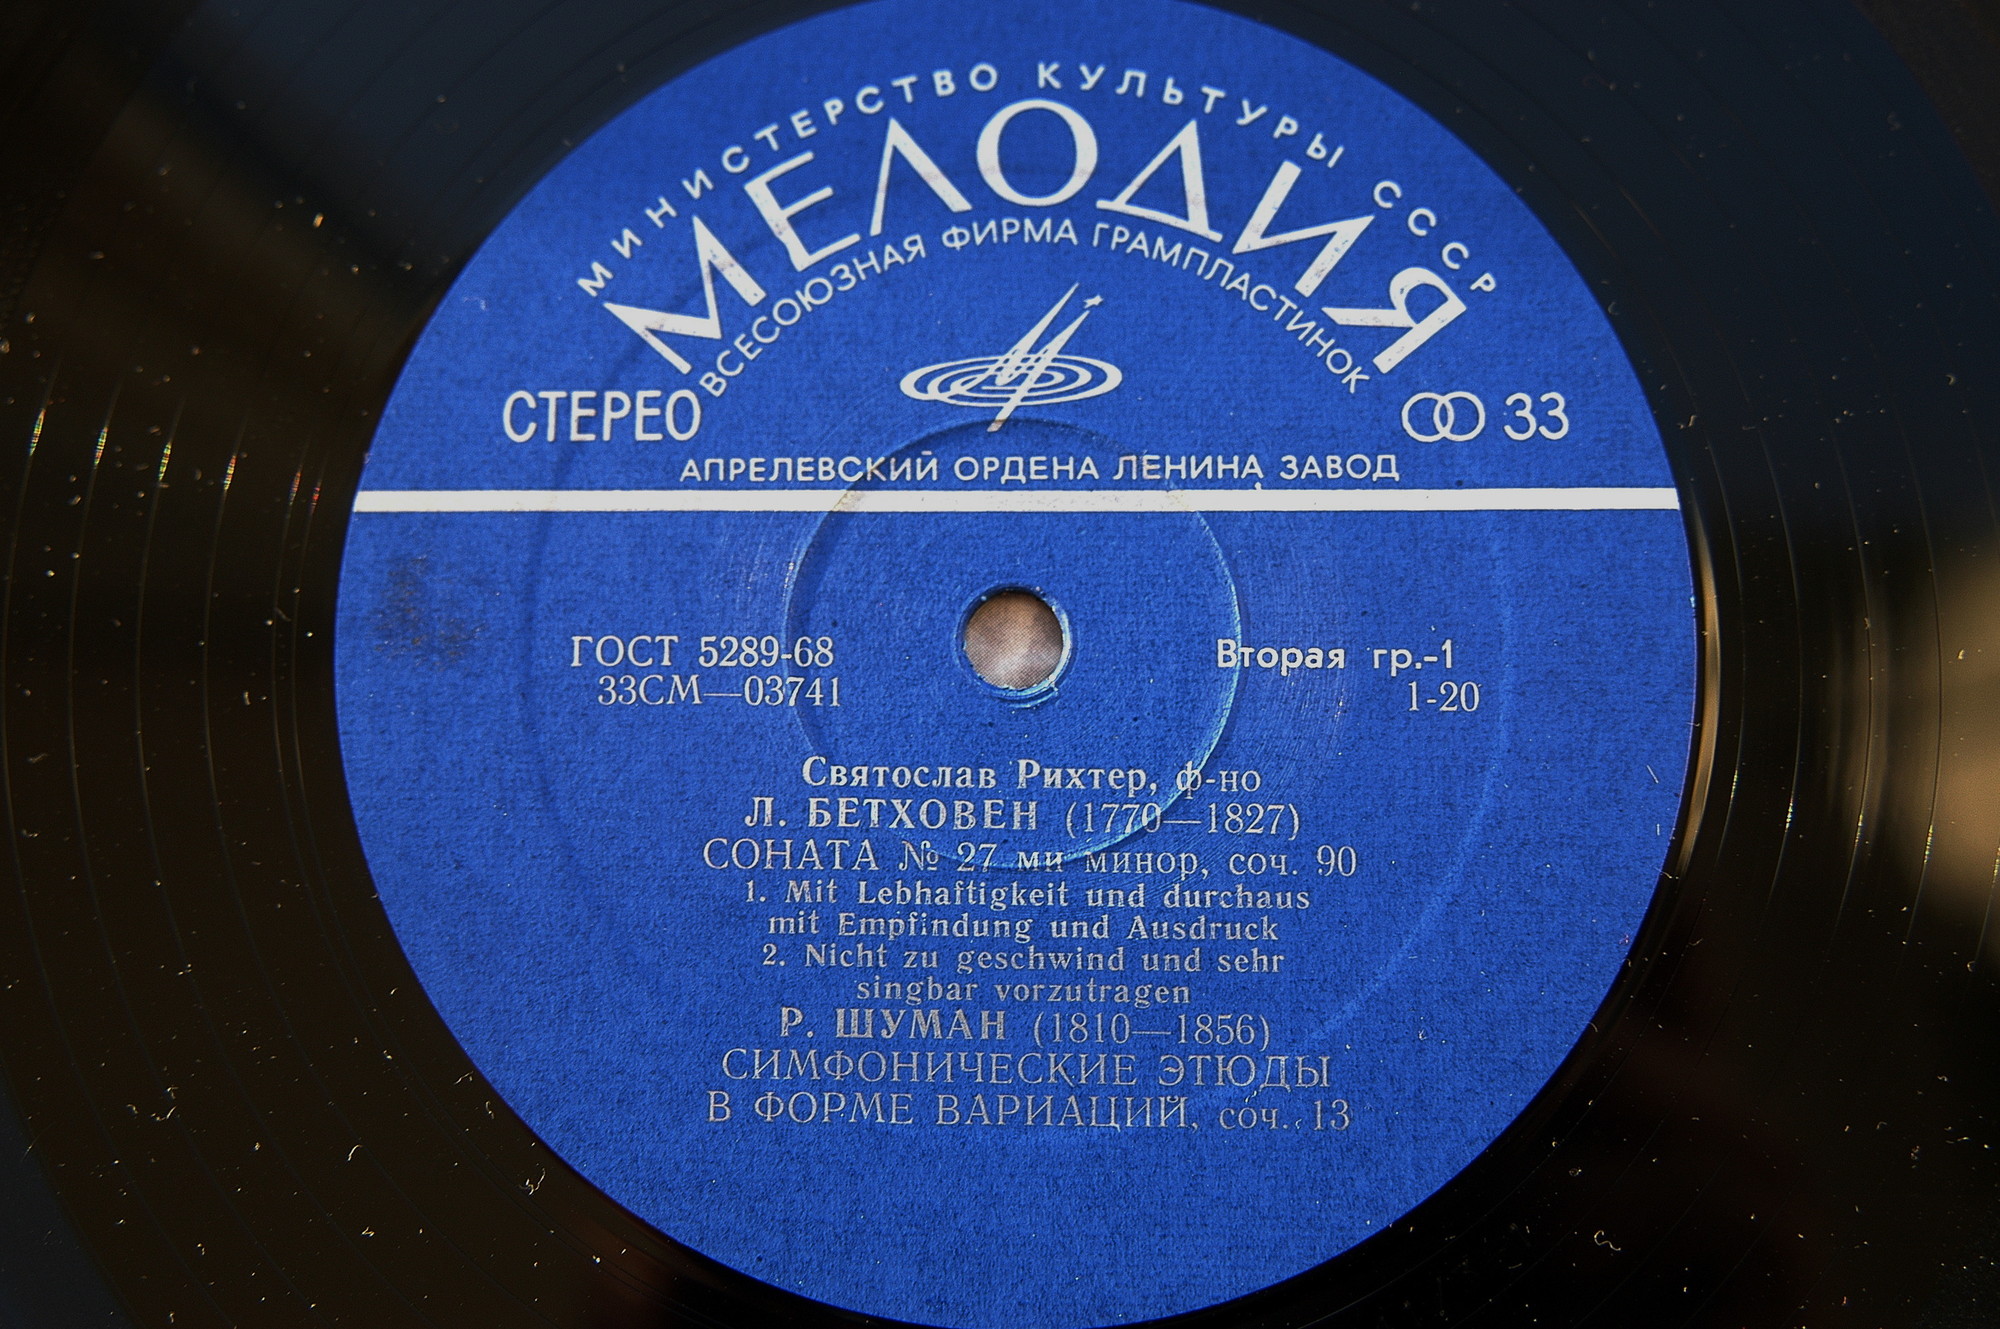 МИНИСТЕРСТВО КУЛЬТУРЫ СССР
МЕЛОДИЯ
ВСЕСОЮЗНАЯ ФИРМА ГРАМПЛАСТИНОК
СТЕРЕО
33
АПРЕЛЕВСКИЙ ОРДЕНА ЛЕНИНА ЗАВОД
ГОСТ 5289-68
33СМ—03741
Вторая гр.-1
1-20
Святослав Рихтер, ф-но
Л. БЕТХОВЕН (1770—1827)
СОНАТА № 27 ми минор, соч. 90
1. Mit Lebhaftigkeit und durchaus
mit Empfindung und Ausdruck
2. Nicht zu geschwind und sehr
singbar vorzutragen
Р. ШУМАН (1810—1856)
СИМФОНИЧЕСКИЕ ЭТЮДЫ
В ФОРМЕ ВАРИАЦИЙ, соч. 13